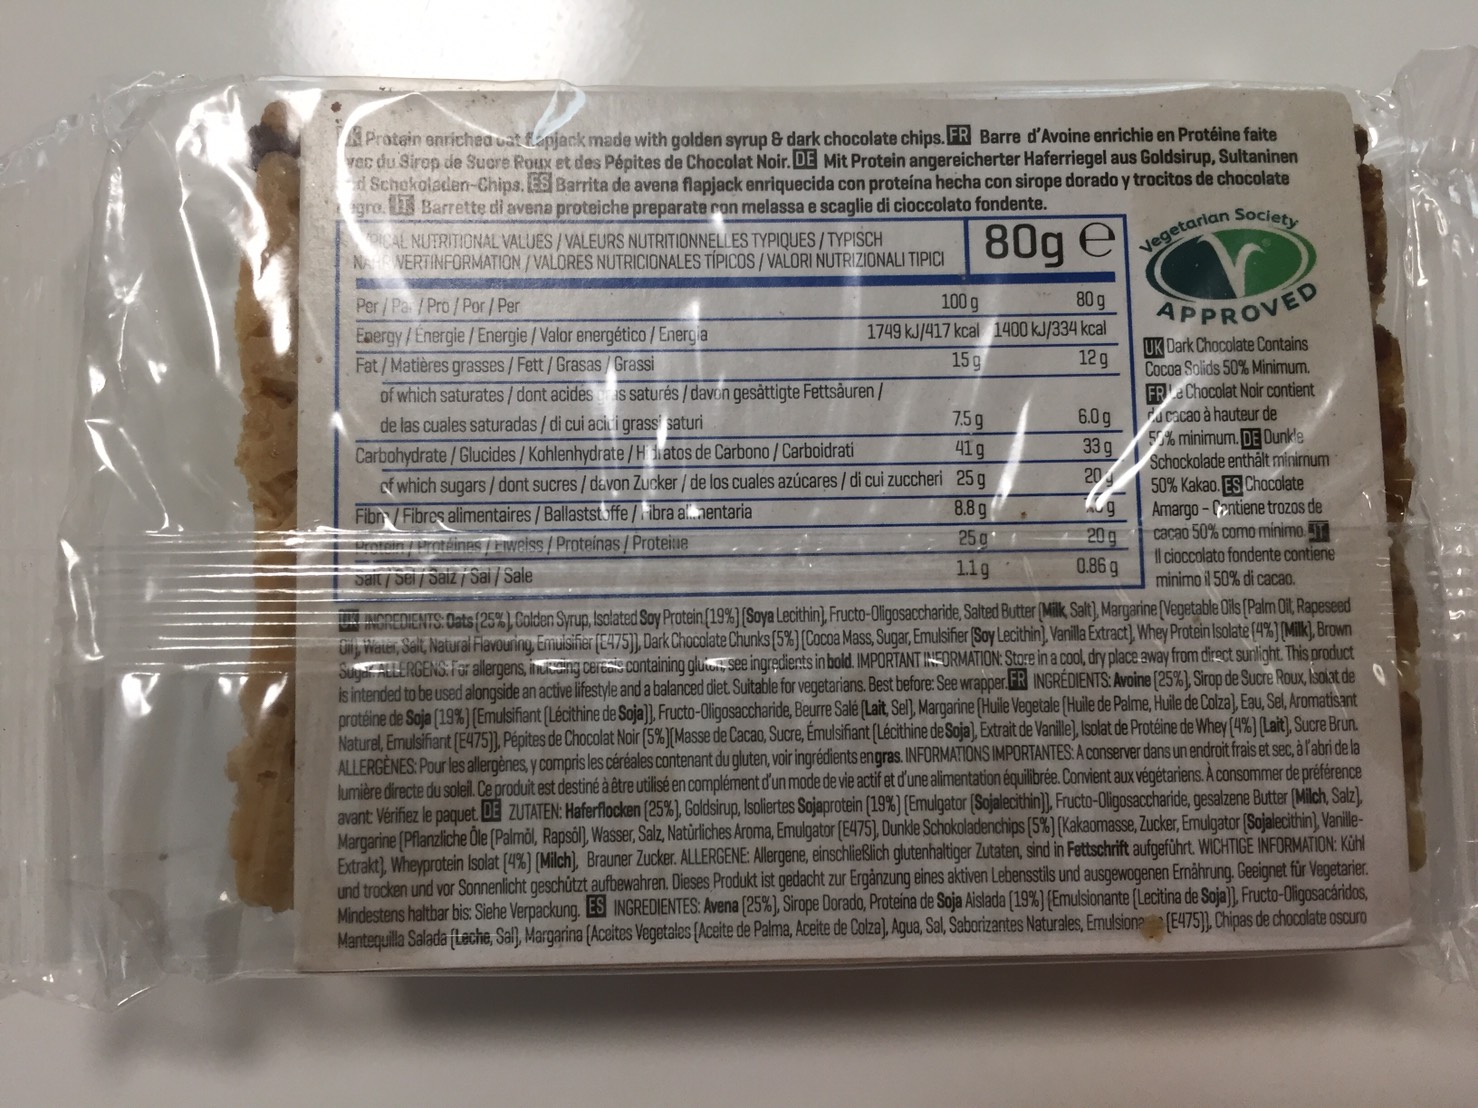 Protein enriched oat flapjack made with golden syrup & dark chocolate chips. FR Barre d'Avoine enrichie en Protéine faite
avec du Sirop de Sucre Roux et des Pépites de Chocolat Noir. DE Mit Protein angereicherter Haferriegel aus Goldsirup, Sultaninen
Schokoladen-Chips. ES Barrita de avena flapjack enriquecida con proteína hecha con sirope dorado y trocitos de chocolate
IT Barrette di avena proteiche preparate con melassa e scaglie di cioccolato fondente.
TYPICAL NUTRITIONAL VALUES / VALEURS NUTRITIONNELLES TYPIQUES / TYPISCH
NÄHRWERTINFORMATION / VALORES NUTRICIONALES TÍPICOS / VALORI NUTRIZIONALI TIPICI
80g e
Per / Par / Pro / Por / Per 100 g 80 g
Energy / Énergie / Energie / Valor energético / Energia 1749 kJ/417 kcal 1400 kJ/334 kcal
Fat / Matières grasses / Fett / Grasas / Grassi 15 g 12 g
of which saturates / dont acides gras saturés / davon gesättigte Fettsäuren /
de las cuales saturadas / di cui acidi grassi saturi 7.5 g 6.0 g
Carbohydrate / Glucides / Kohlenhydrate / Hidratos de Carbono / Carboidrati 41 g 33 g
of which sugars / dont sucres / davon Zucker / de los cuales azúcares / di cui zuccheri 25 g 20 g
Fibre / Fibres alimentaires / Ballaststoffe / Fibra alimentaria 8.8 g
Protein / Protéines / Eiweiss / Proteínas / Proteine 25 g 20 g
Salt / Sel / Salz / Sal / Sale 1.1 g 0.86 g
Vegetarian Society
APPROVED
UK Dark Chocolate Contains
Cocoa Solids 50% Minimum.
FR Le Chocolat Noir contient
du cacao à hauteur de
50% minimum. DE Dunkle
Schockolade enthält minimum
50% Kakao. ES Chocolate
Amargo - Contiene trozos de
cacao 50% como mínimo. IT
Il cioccolato fondente contiene
minimo il 50% di cacao.
UK INGREDIENTS: Oats (25%), Golden Syrup, Isolated Soy Protein (19%) (Soya Lecithin), Fructo-Oligosaccharide, Salted Butter (Milk, Salt), Margarine (Vegetable Oils (Palm Oil, Rapeseed
Oil), Water, Salt, Natural Flavouring, Emulsifier (E475)), Dark Chocolate Chunks (5%) (Cocoa Mass, Sugar, Emulsifier (Soy Lecithin), Vanilla Extract), Whey Protein Isolate (4%) (Milk), Brown
Sugar. ALLERGENS: For allergens, including cereals containing gluten, see ingredients in bold. IMPORTANT INFORMATION: Store in a cool, dry place away from direct sunlight. This product
is intended to be used alongside an active lifestyle and a balanced diet. Suitable for vegetarians. Best before: See wrapper. FR INGRÉDIENTS: Avoine (25%), Sirop de Sucre Roux, Isolat de
protéine de Soja (19%) (Emulsifiant (Lécithine de Soja)), Fructo-Oligosaccharide, Beurre Salé (Lait, Sel), Margarine (Huile Vegetale (Huile de Palme, Huile de Colza), Eau, Sel, Aromatisant
Naturel, Emulsifiant (E475)), Pépites de Chocolat Noir (5%)(Masse de Cacao, Sucre, Émulsifiant (Lécithine de Soja), Extrait de Vanille), Isolat de Protéine de Whey (4%) (Lait), Sucre Brun.
ALLERGÈNES: Pour les allergènes, y compris les céréales contenant du gluten, voir ingrédients en gras. INFORMATIONS IMPORTANTES: A conserver dans un endroit frais et sec, à l'abri de la
lumière directe du soleil. Ce produit est destiné à être utilisé en complément d'un mode de vie actif et d'une alimentation équilibrée. Convient aux végétariens. À consommer de préférence
avant: Vérifiez le paquet. DE ZUTATEN: Haferflocken (25%), Goldsirup, Isoliertes Sojaprotein (19%) (Emulgator (Sojalecithin)), Fructo-Oligosaccharide, gesalzene Butter (Milch, Salz),
Margarine (Pflanzliche Öle (Palmöl, Rapsöl), Wasser, Salz, Natürliches Aroma, Emulgator (E475), Dunkle Schokoladenchips (5%) (Kakaomasse, Zucker, Emulgator (Sojalecithin), Vanille-
Extrakt), Wheyprotein Isolat (4%) (Milch), Brauner Zucker. ALLERGENE: Allergene, einschließlich glutenhaltiger Zutaten, sind in Fettschrift aufgeführt. WICHTIGE INFORMATION: Kühl
und trocken und vor Sonnenlicht geschützt aufbewahren. Dieses Produkt ist gedacht zur Ergänzung eines aktiven Lebensstils und ausgewogenen Ernährung. Geeignet für Vegetarier.
Mindestens haltbar bis: Siehe Verpackung. ES INGREDIENTES: Avena (25%), Sirope Dorado, Proteina de Soja Aislada (19%) (Emulsionante (Lecitina de Soja)), Fructo-Oligosacáridos,
Mantequilla Salada (Leche, Sal), Margarina (Aceites Vegetales (Aceite de Palma, Aceite de Colza), Agua, Sal, Saborizantes Naturales, (E475)), Chipas de chocolate oscuro